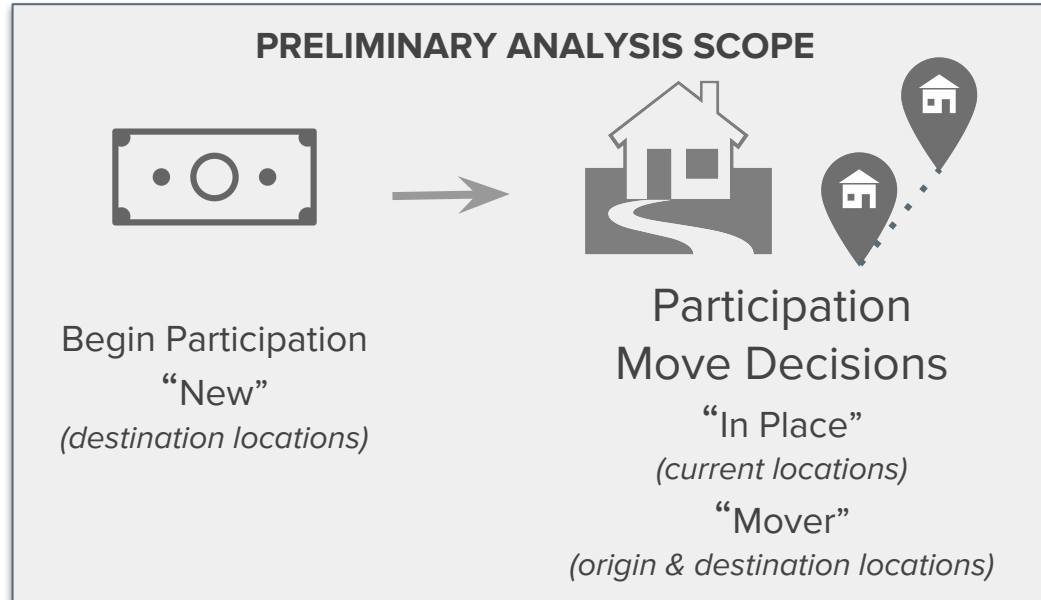 PRELIMINARY ANALYSIS SCOPE
Begin Participation
“New”
(destination locations)
Participation
Move Decisions
“In Place”
(current locations)
“Mover”
(origin & destination locations)